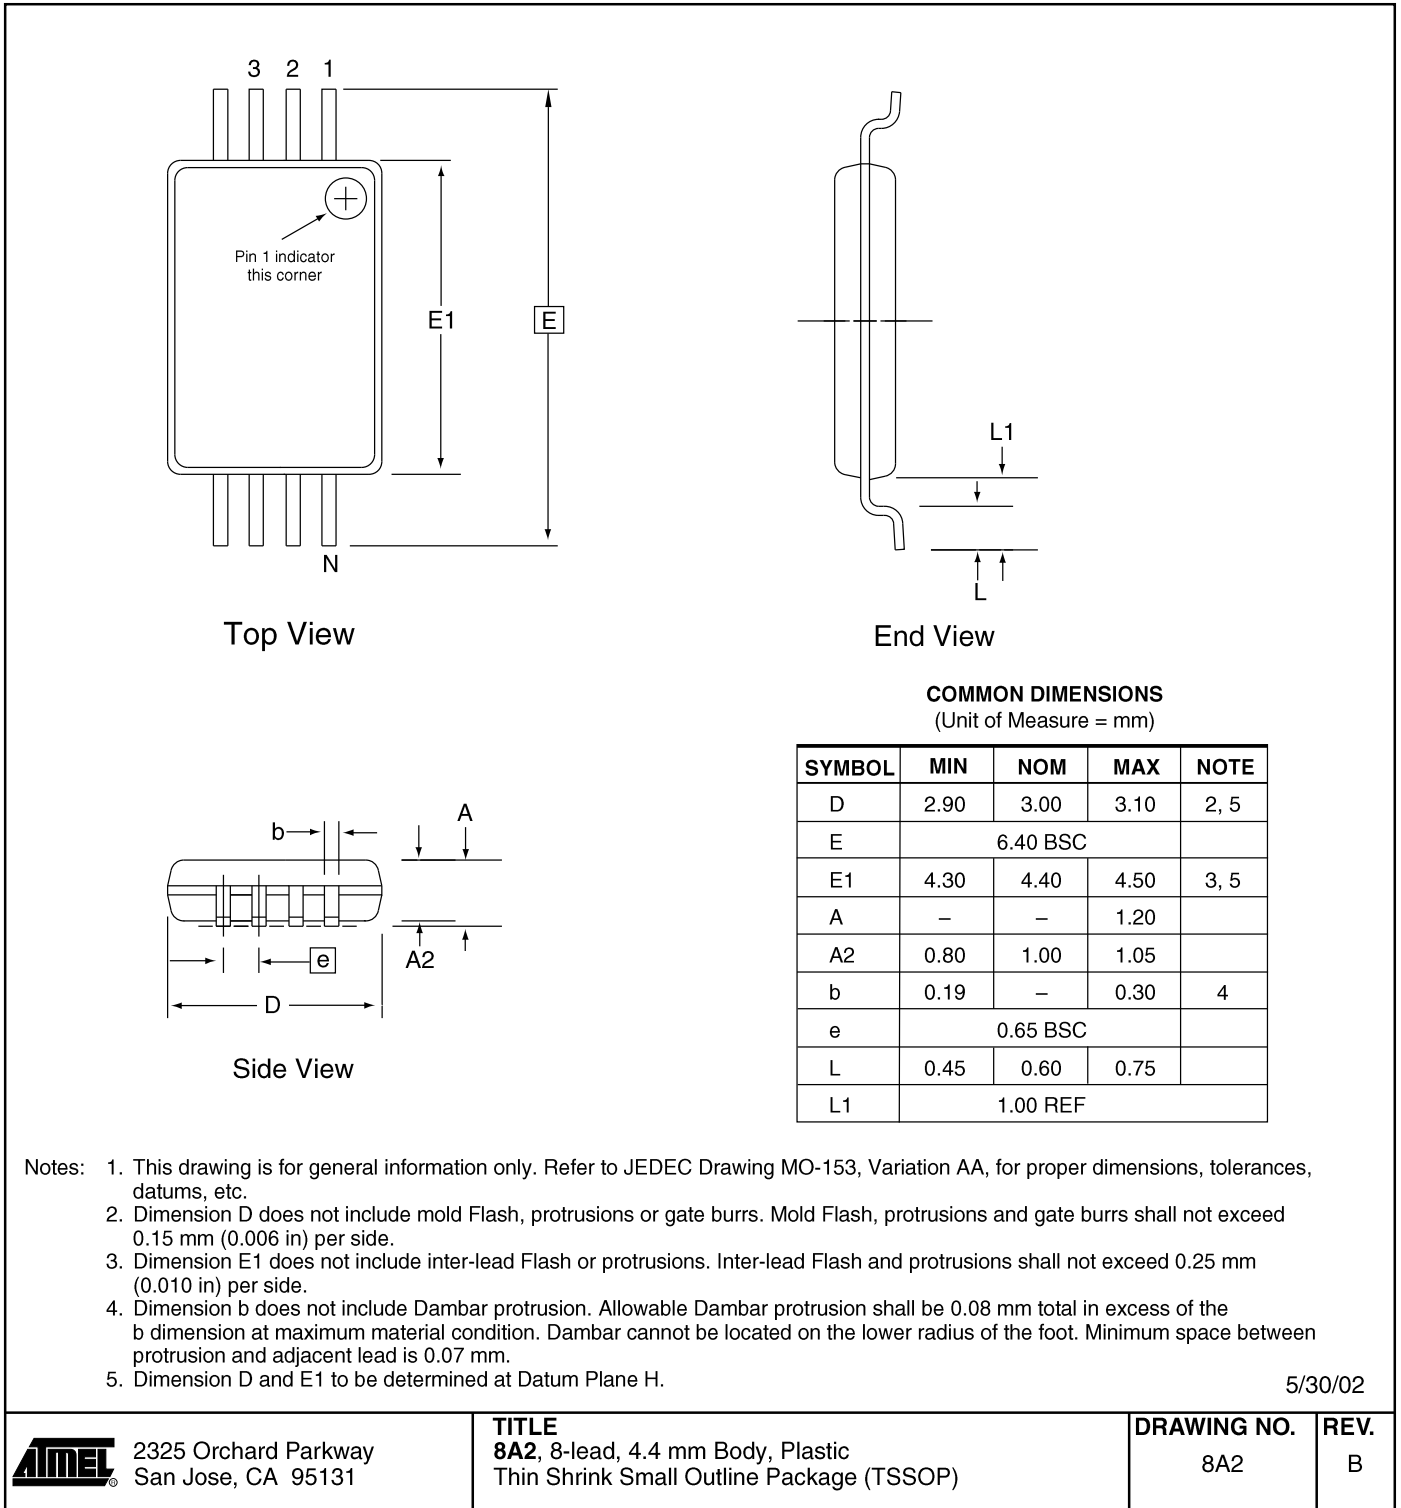 3 2 1
Pin 1 indicator
this corner
E1
E
N
Top View
L1
L
End View
COMMON DIMENSIONS
(Unit of Measure = mm)
SYMBOL MIN NOM MAX NOTE
D 2.90 3.00 3.10 2, 5
E 6.40 BSC
E1 4.30 4.40 4.50 3, 5
A – – 1.20
A2 0.80 1.00 1.05
b 0.19 – 0.30 4
e 0.65 BSC
L 0.45 0.60 0.75
L1 1.00 REF
b
A
e
A2
D
Side View
Notes: 1. This drawing is for general information only. Refer to JEDEC Drawing MO-153, Variation AA, for proper dimensions, tolerances,
datums, etc.
2. Dimension D does not include mold Flash, protrusions or gate burrs. Mold Flash, protrusions and gate burrs shall not exceed
0.15 mm (0.006 in) per side.
3. Dimension E1 does not include inter-lead Flash or protrusions. Inter-lead Flash and protrusions shall not exceed 0.25 mm
(0.010 in) per side.
4. Dimension b does not include Dambar protrusion. Allowable Dambar protrusion shall be 0.08 mm total in excess of the
b dimension at maximum material condition. Dambar cannot be located on the lower radius of the foot. Minimum space between
protrusion and adjacent lead is 0.07 mm.
5. Dimension D and E1 to be determined at Datum Plane H.
5/30/02
ATMEL ®
2325 Orchard Parkway
San Jose, CA 95131
TITLE
8A2, 8-lead, 4.4 mm Body, Plastic
Thin Shrink Small Outline Package (TSSOP)
DRAWING NO.
8A2
REV.
B